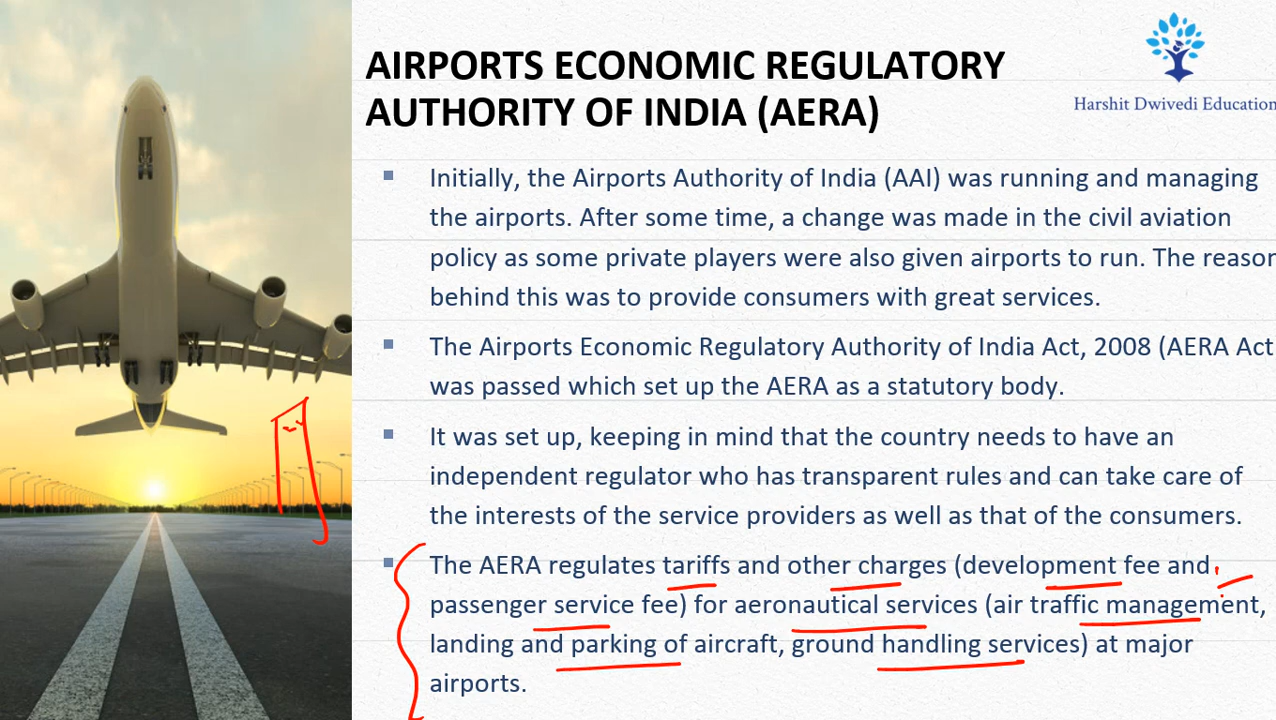 AIRPORTS ECONOMIC REGULATORY
AUTHORITY OF INDIA (AERA)
Harshit Dwivedi Education
Initially, the Airports Authority of India (AAI) was running and managing
the airports. After some time, a change was made in the civil aviation
policy as some private players were also given airports to run. The reason
behind this was to provide consumers with great services.
The Airports Economic Regulatory Authority of India Act, 2008 (AERA Act
was passed which set up the AERA as a statutory body.
It was set up, keeping in mind that the country needs to have an
independent regulator who has transparent rules and can take care of
the interests of the service providers as well as that of the consumers.
The AERA regulates tariffs and other charges (development fee and
passenger service fee) for aeronautical services (air traffic management,
landing and parking of aircraft, ground handling services) at major
airports.